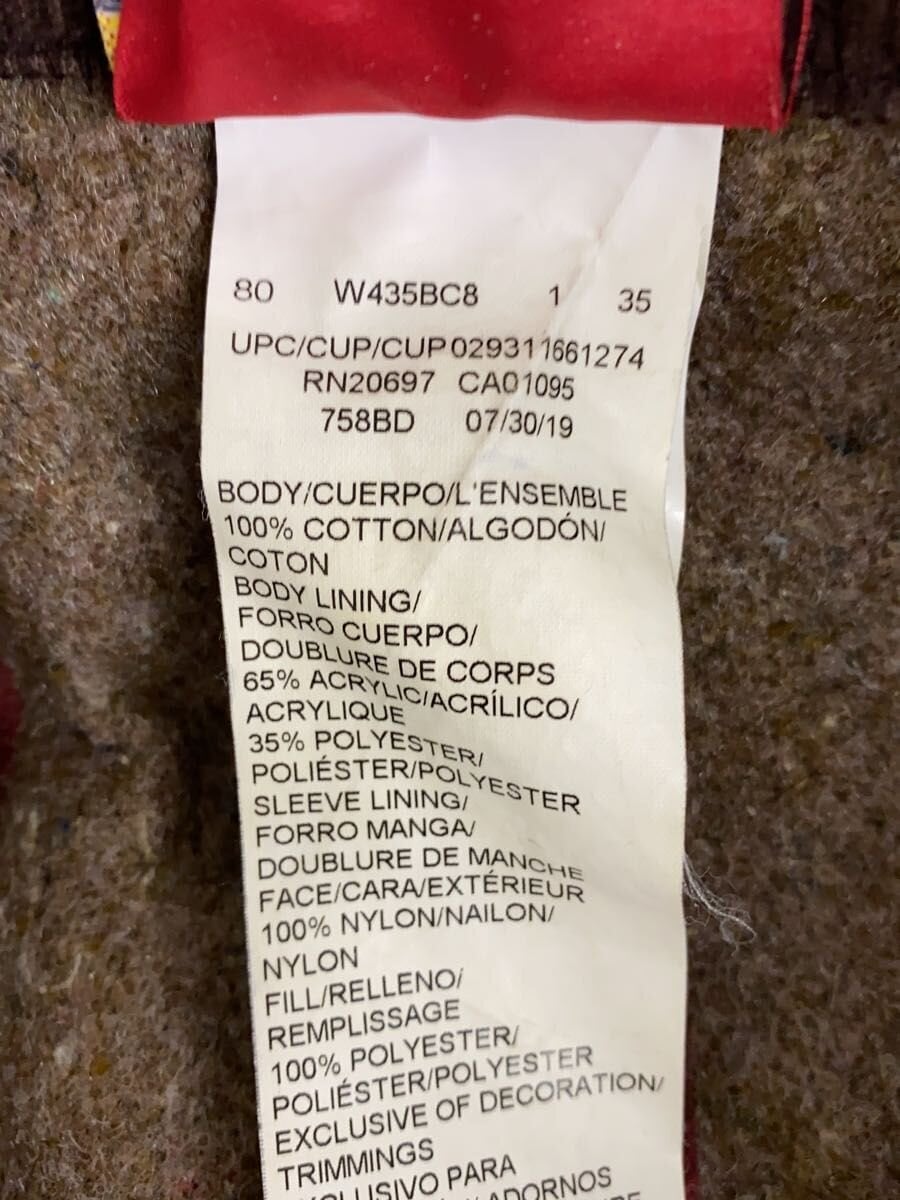 80 W435BC8 1 35
UPC/CUP/CUP029311661274
RN20697 CA01095
758BD 07/30/19
BODY/CUERPO/L'ENSEMBLE
100% COTTON/ALGODÓN/
COTON
BODY LINING/
FORRO CUERPO/
DOUBLURE DE CORPS
65% ACRYLIC/ACRÍLICO/
ACRYLIQUE
35% POLYESTER/
POLIÉSTER/POLYESTER
SLEEVE LINING/
FORRO MANGA/
DOUBLURE DE MANCHE
FACE/CARA/EXTÉRIEUR
100% NYLON/NAILON/
NYLON
FILL/RELLENO/
REMPLISSAGE
100% POLYESTER/
POLIÉSTER/POLYESTER
EXCLUSIVE OF DECORATION/
TRIMMINGS
PARA
ADORNOS